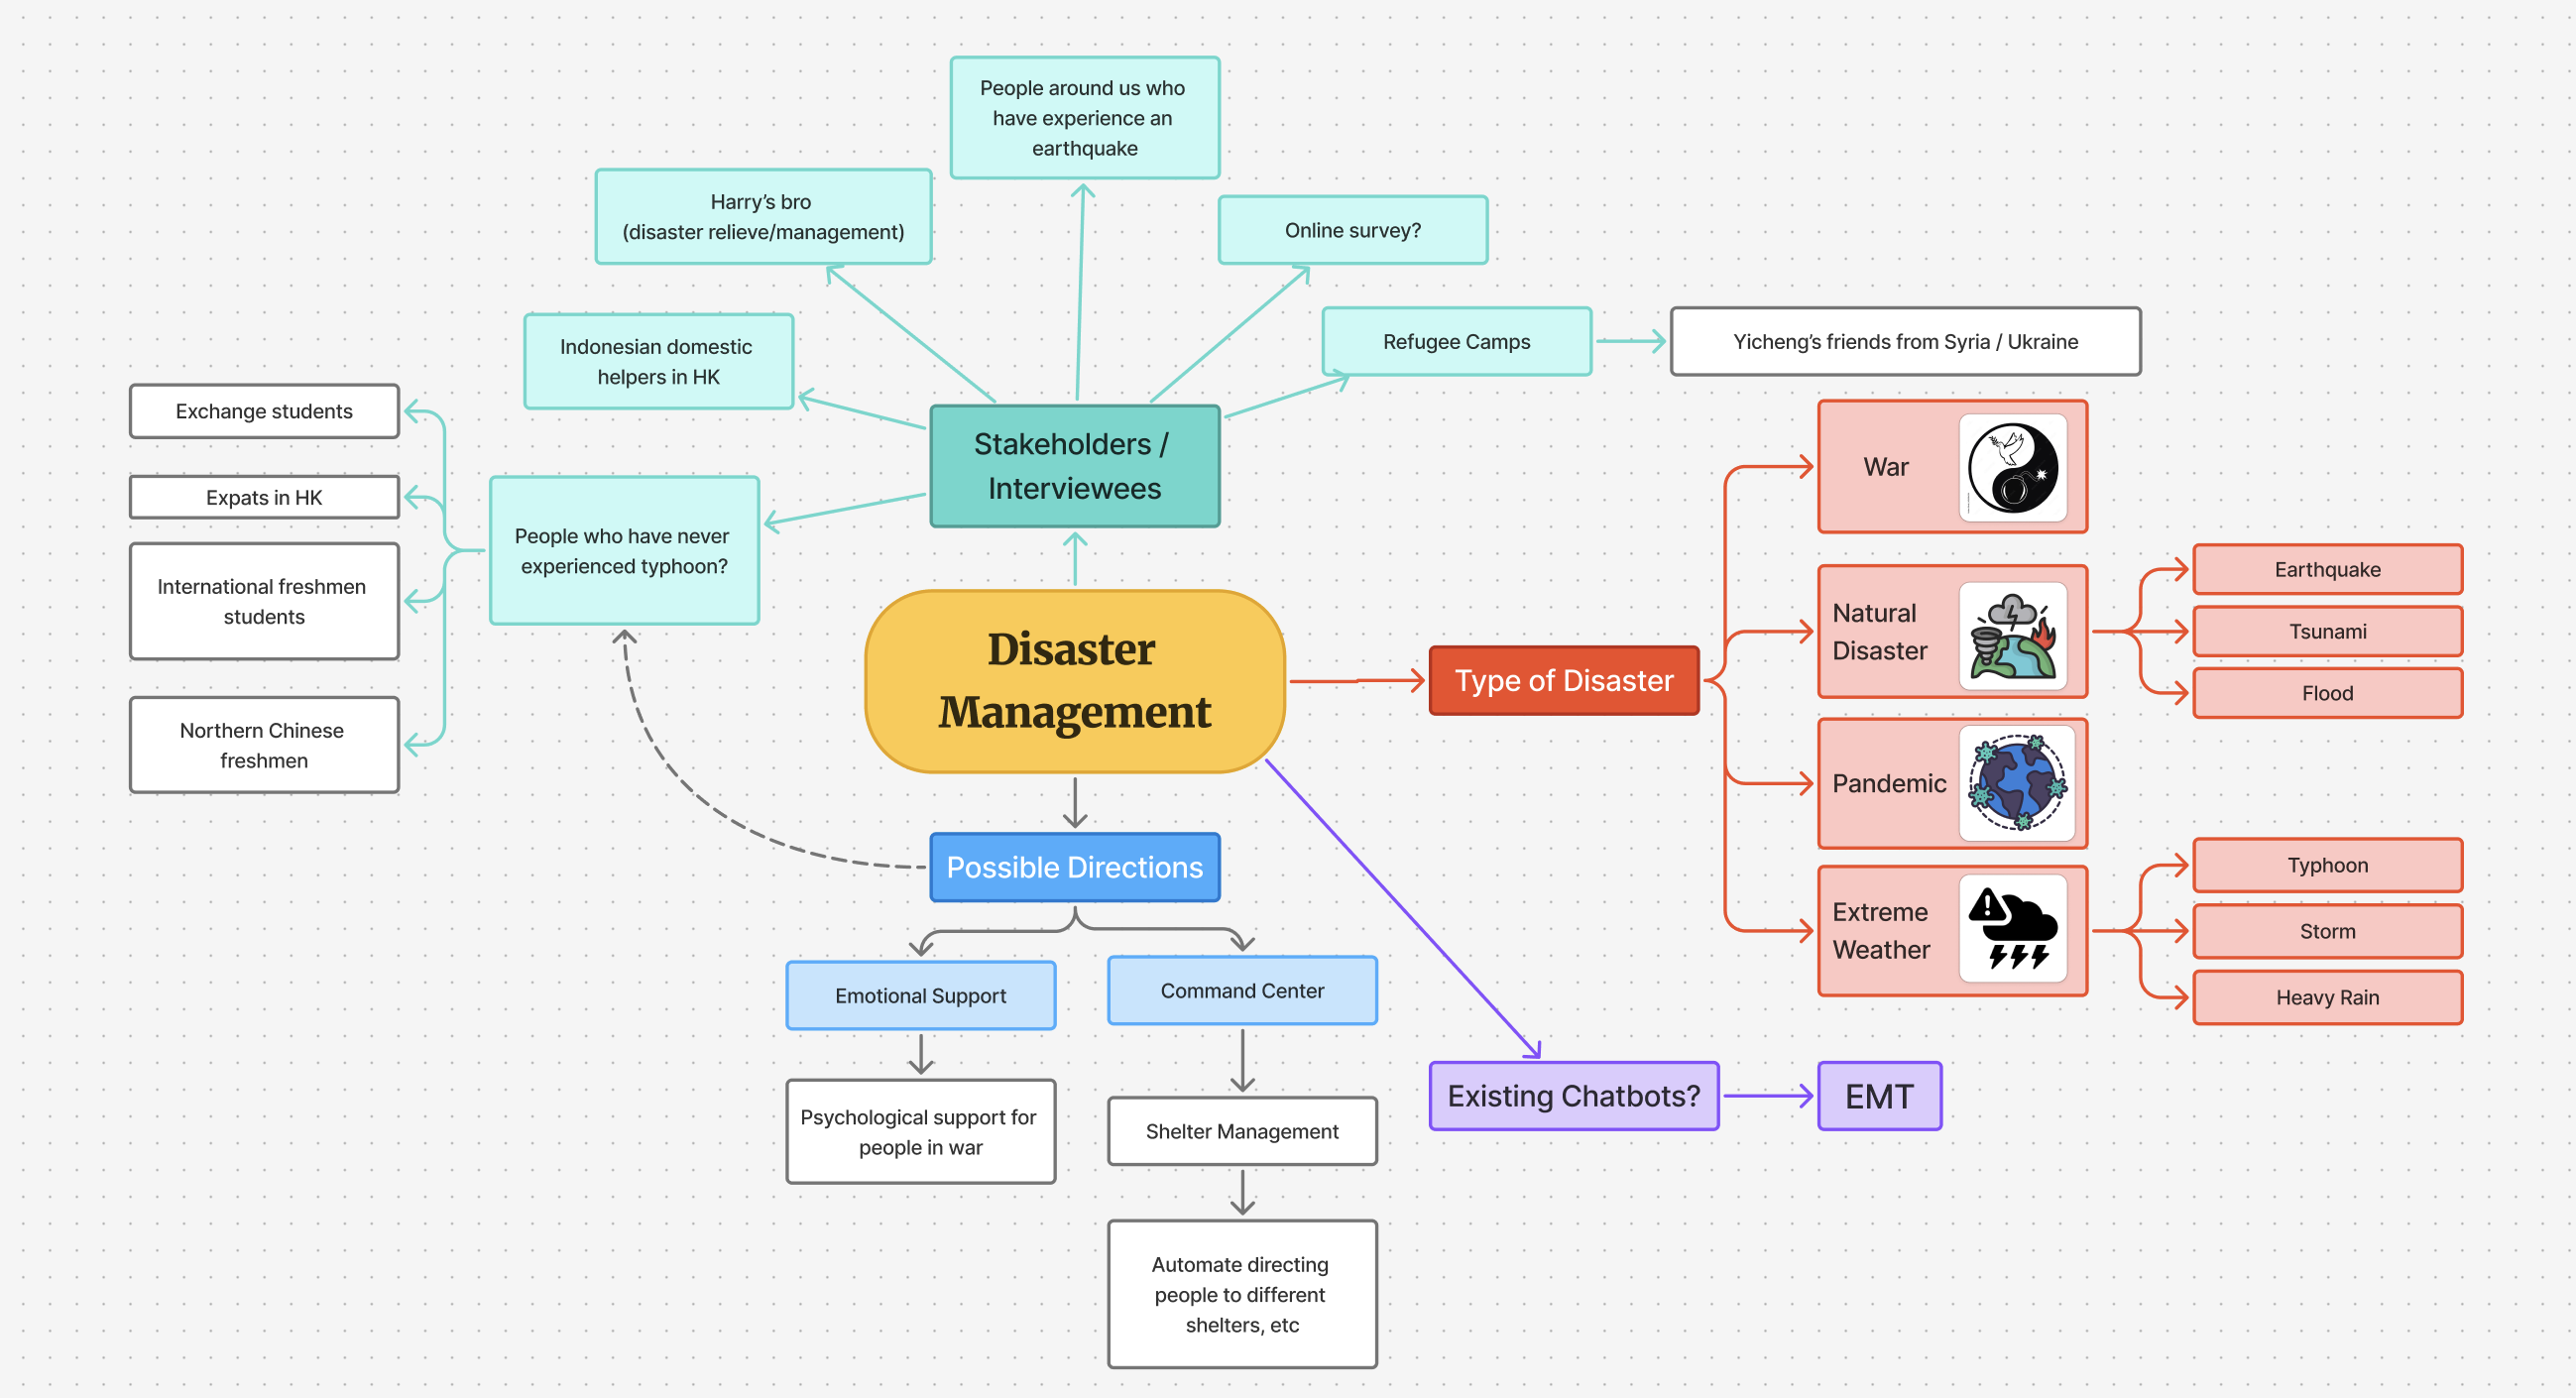 People around us who
have experience an
earthquake
Harry's bro
(disaster relieve/management)
Online survey?
Indonesian domestic
helpers in HK
Refugee Camps
Yicheng's friends from Syria / Ukraine
Stakeholders /
Interviewees
Exchange students
Expats in HK
International freshmen
students
Northern Chinese
freshmen
People who have never
experienced typhoon?
Disaster
Management
Type of Disaster
War
Natural
Disaster
Earthquake
Tsunami
Flood
Pandemic
Extreme
Weather
Typhoon
Storm
Heavy Rain
Possible Directions
Emotional Support
Command Center
Psychological support for
people in war
Shelter Management
Automate directing
people to different
shelters, etc
Existing Chatbots?
EMT